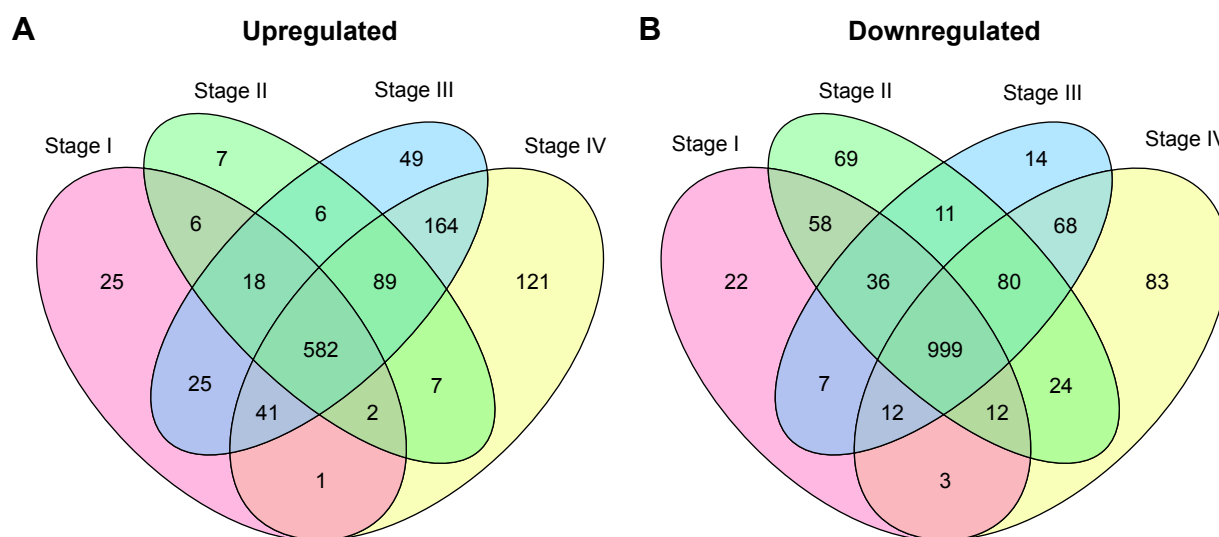 A
Upregulated
Stage I
Stage II
Stage III
Stage IV
7
49
6
6
164
25
18
89
121
582
25
7
41
2
1
B
Downregulated
Stage I
Stage II
Stage III
Stage IV
69
14
58
11
68
22
36
80
83
999
7
24
12
12
3